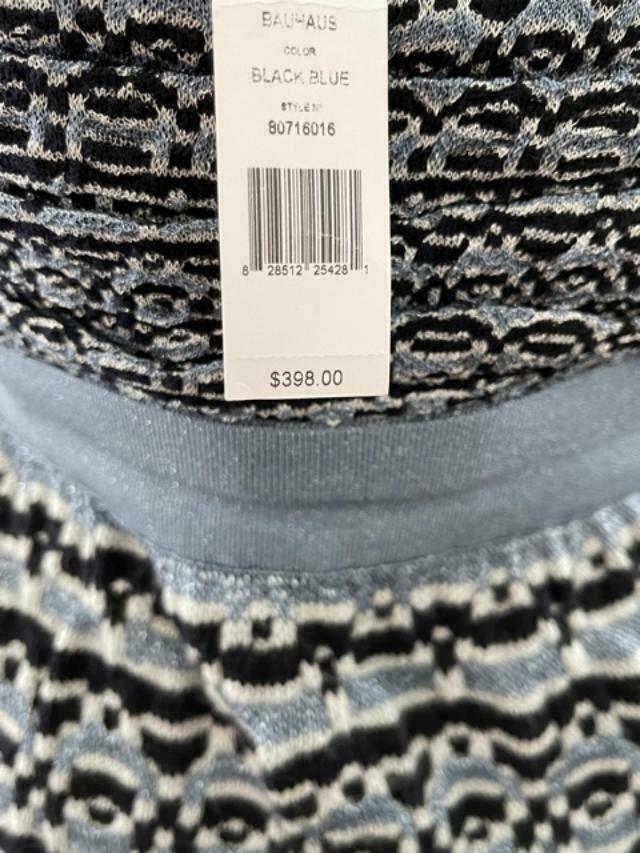 BAUHAUS
COLOR
BLACK BLUE
STYLE N°
80716016
8 28512 25428 1
$398.00